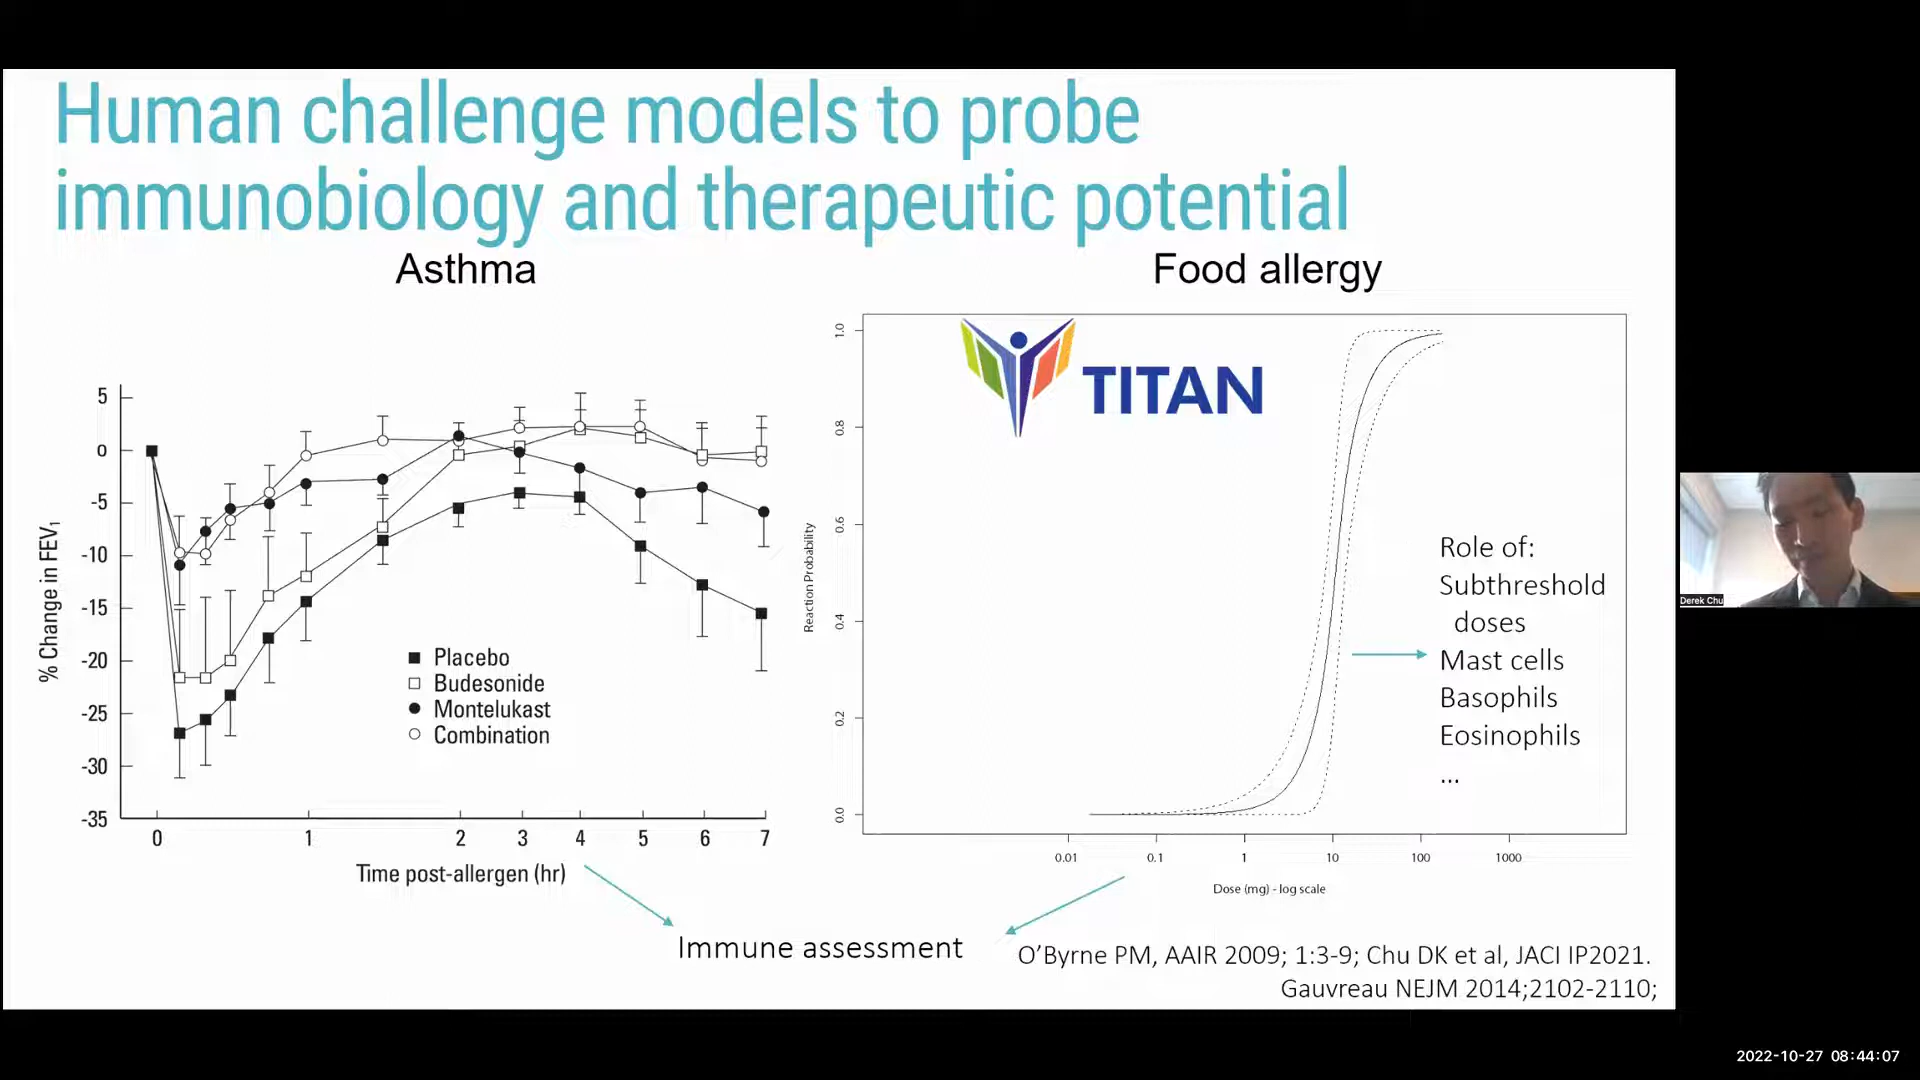 Human challenge models to probe
immunobiology and therapeutic potential
Asthma
Food allergy
5
0
-5
-10
-15
-20
-25
-30
-35
% Change in FEV1
Placebo
Budesonide
Montelukast
Combination
0 1 2 3 4 5 6 7
Time post-allergen (hr)
TITAN
1.0
0.8
0.6
0.4
0.2
0.0
Reaction Probability
0.01 0.1 1 10 100 1000
Dose (mg) - log scale
Role of:
Subthreshold
doses
Mast cells
Basophils
Eosinophils
...
Immune assessment
O’Byrne PM, AAIR 2009; 1:3-9; Chu DK et al, JACI IP2021.
Gauvreau NEJM 2014;2102-2110;
Derek Chu
2022-10-27 08:44:07